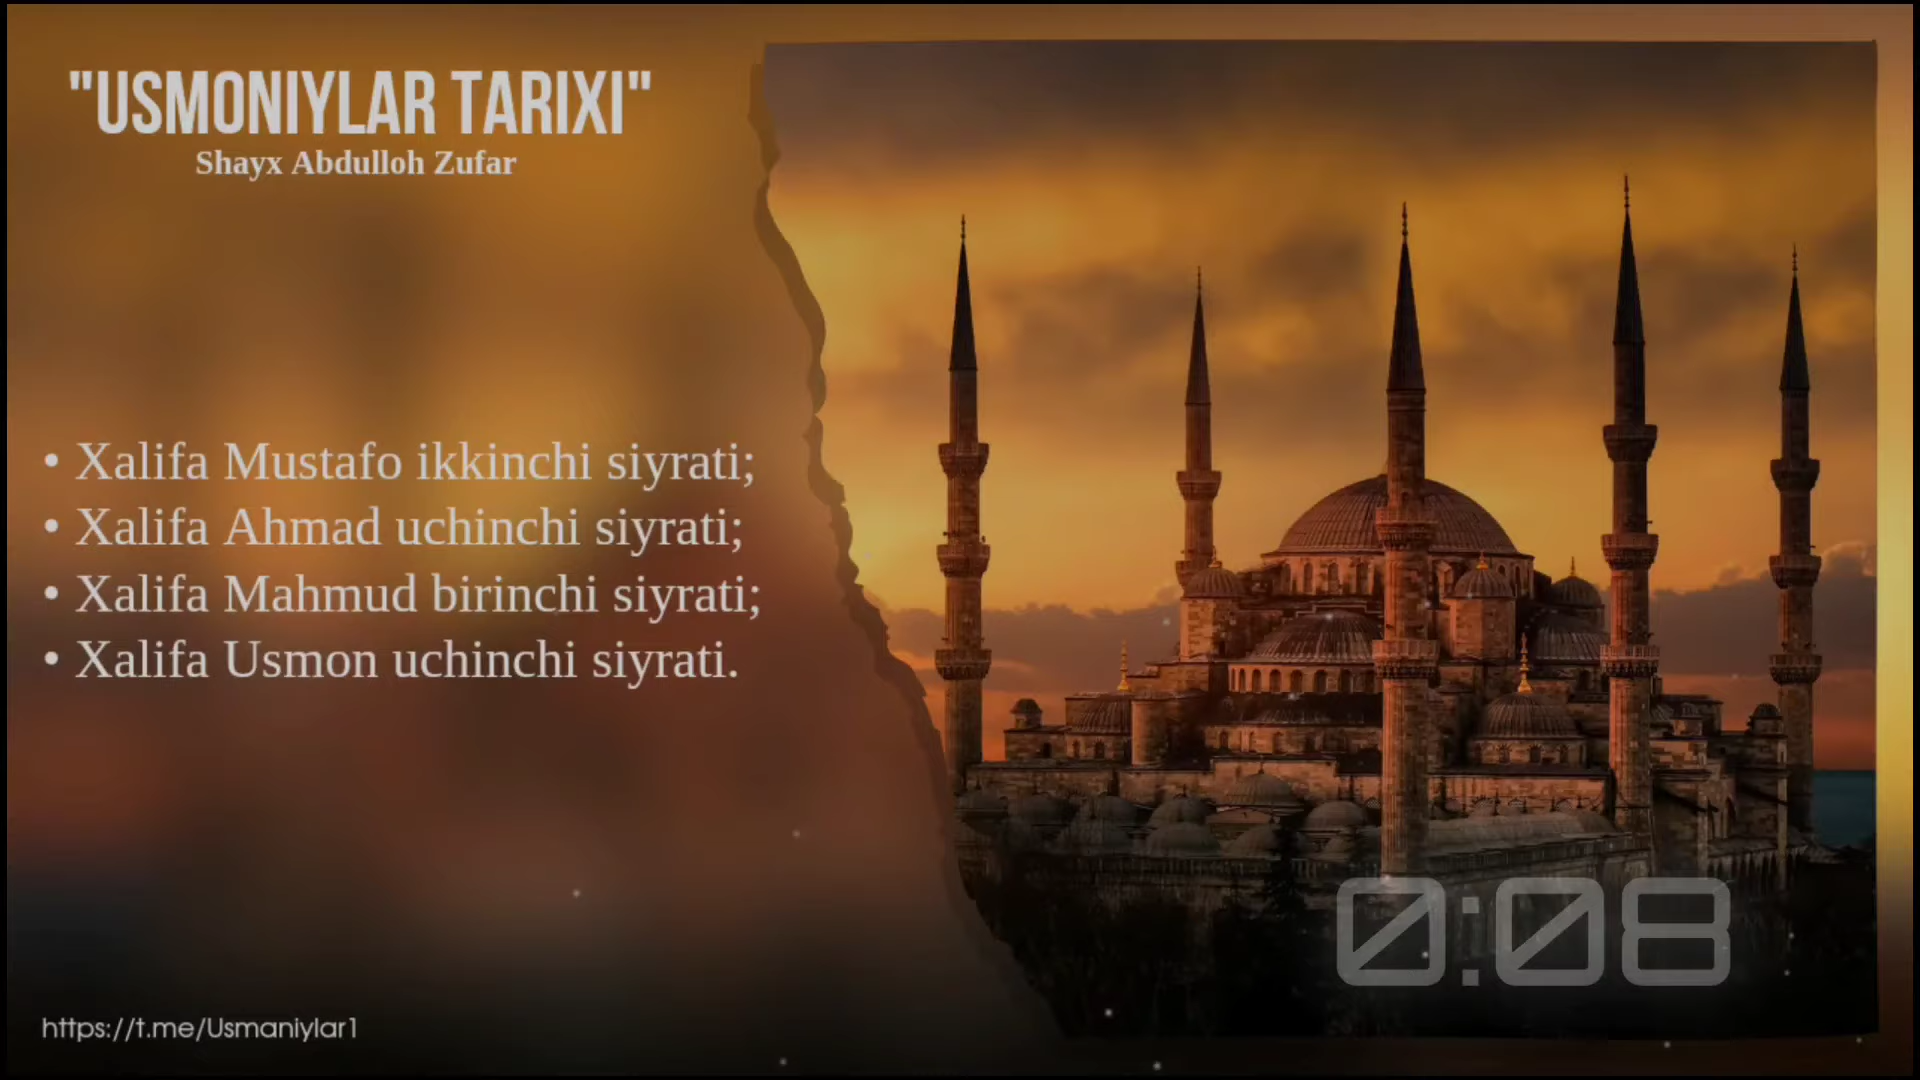 "USMONIYLAR TARIXI"
Shayx Abdulloh Zufar
• Xalifa Mustafo ikkinchi siyrati;
• Xalifa Ahmad uchinchi siyrati;
• Xalifa Mahmud birinchi siyrati;
• Xalifa Usmon uchinchi siyrati.
0:08
https://t.me/Usmaniylar1